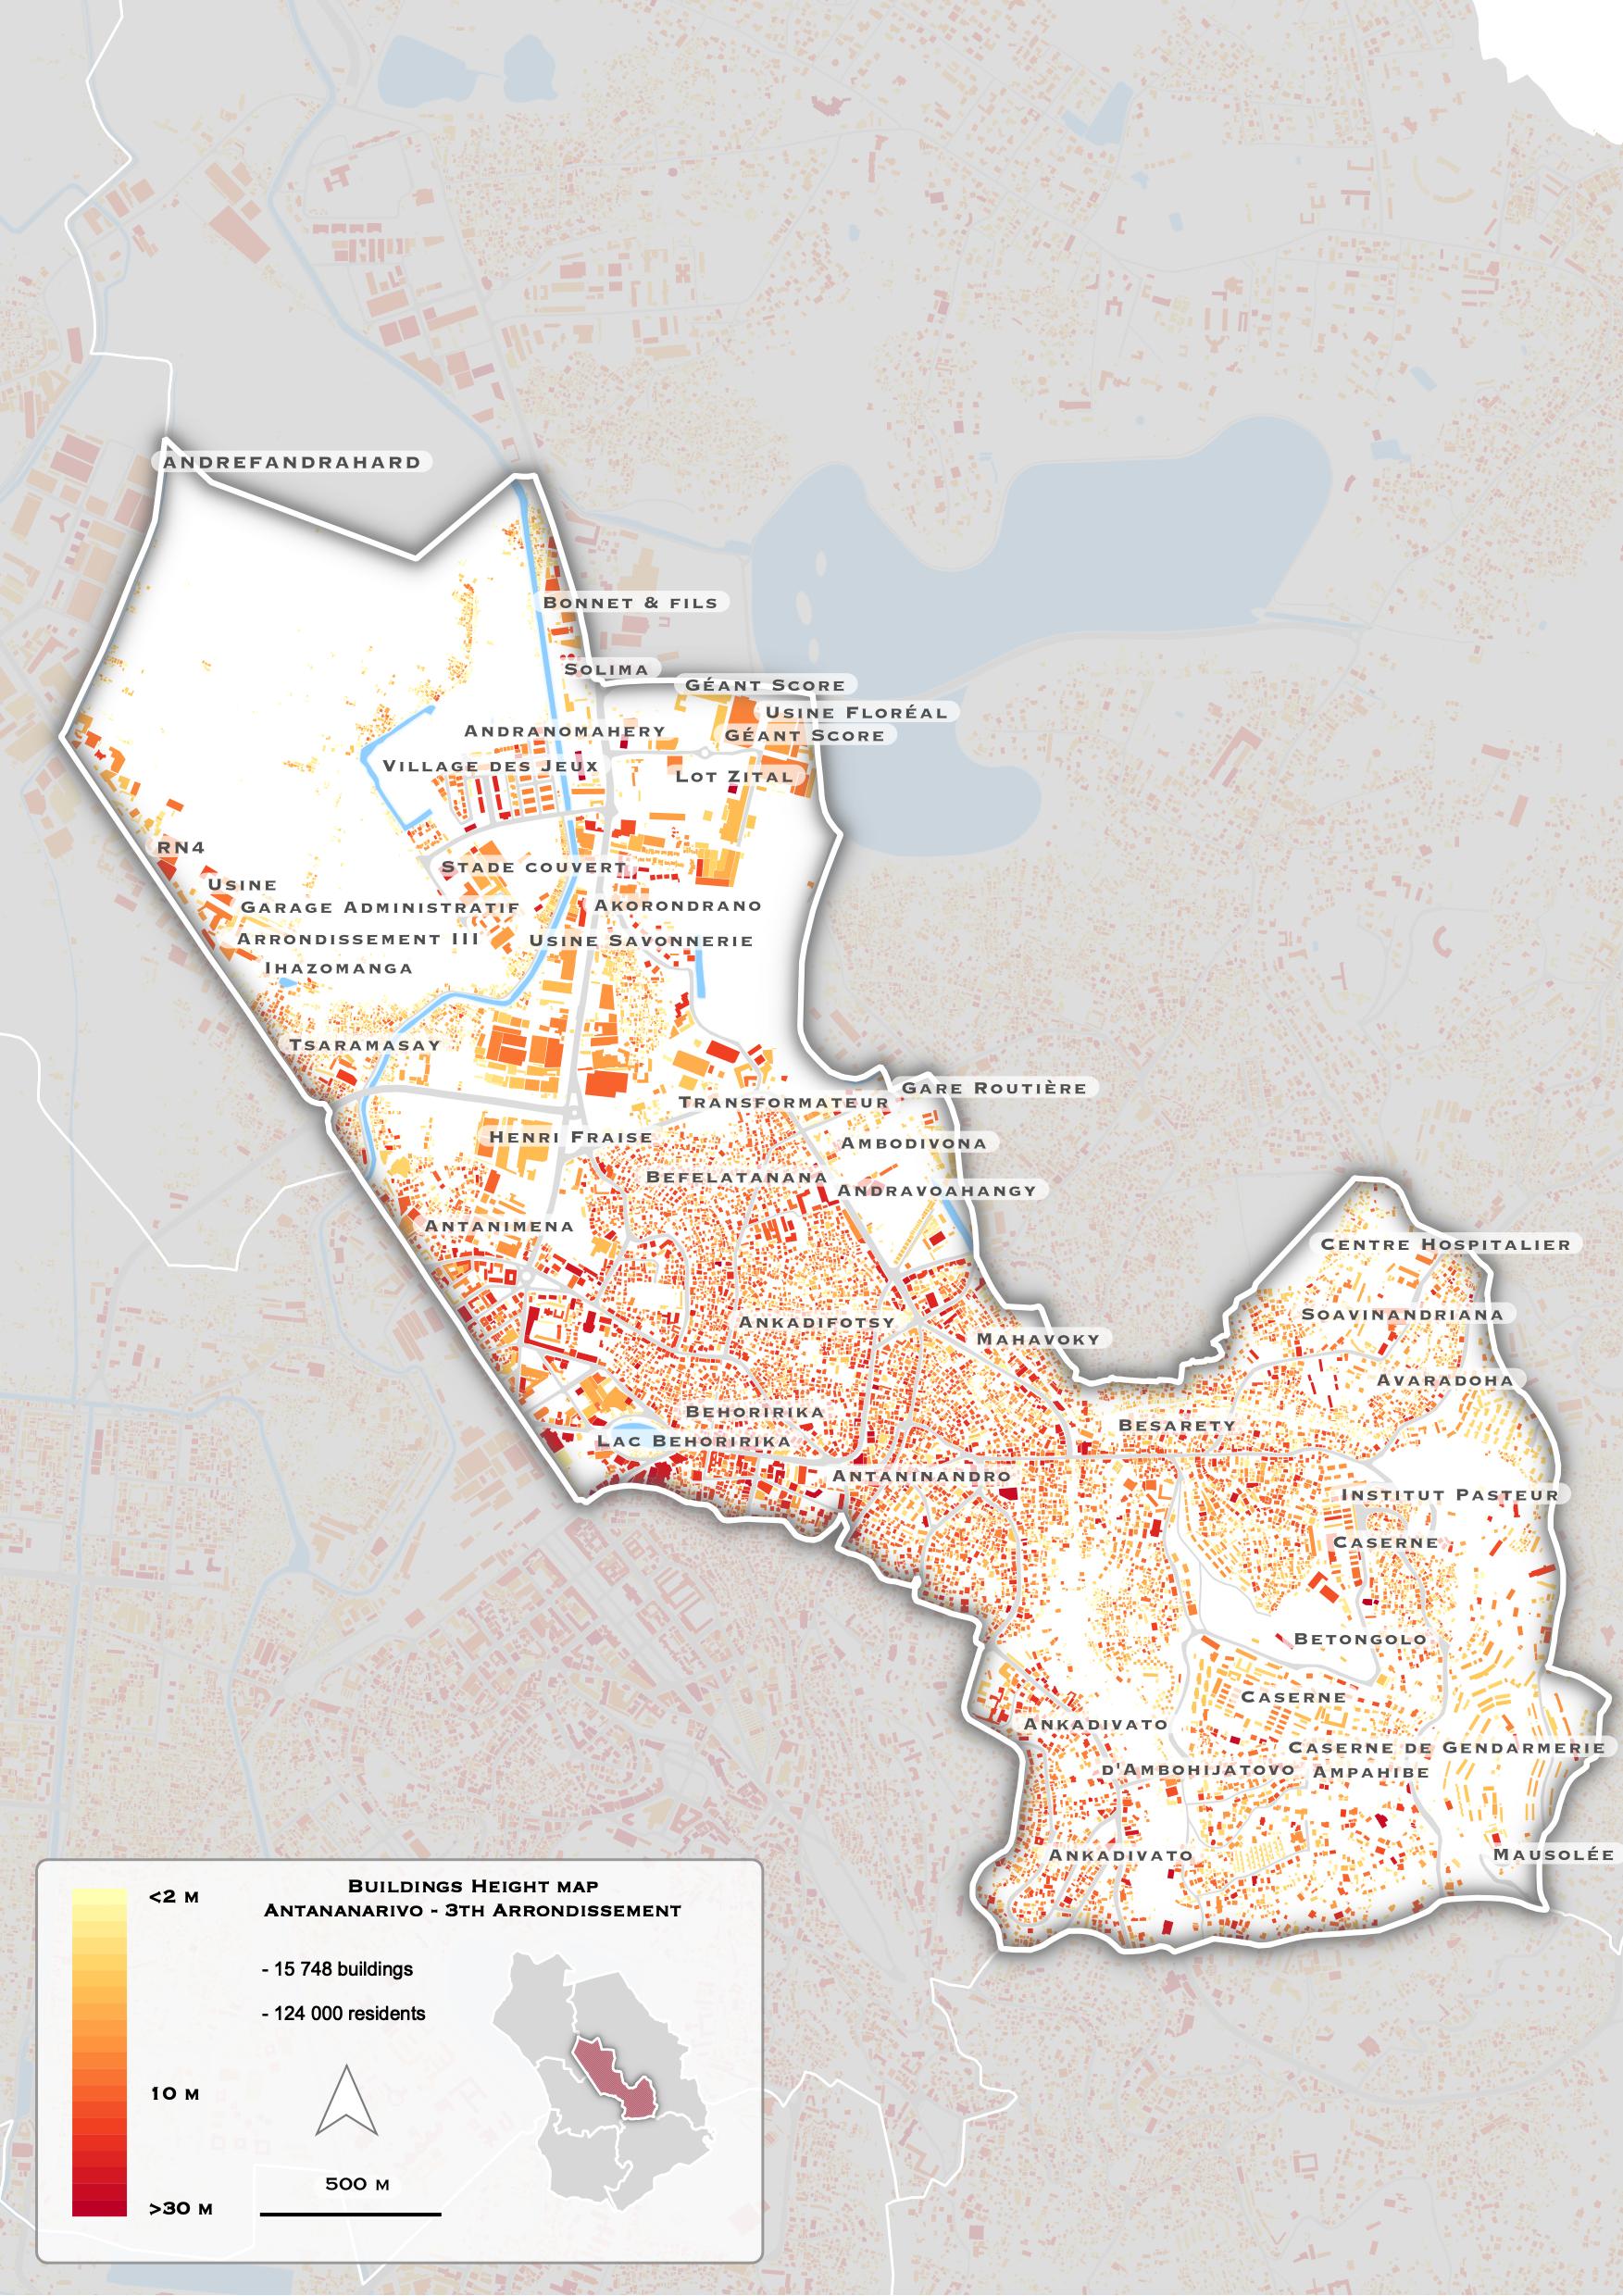 ANDREFANDRAHARD
BONNET & FILS
SOLIMA
GÉANT SCORE
USINE FLORÉAL
ANDRANOMAHERY
GÉANT SCORE
VILLAGE DES JEUX
LOT ZITAL
RN4
STADE COUVERT
USINE
GARAGE ADMINISTRATIF
AKORONDRANO
ARRONDISSEMENT III
USINE SAVONNERIE
IHAZOMANGA
TSARAMASAY
GARE ROUTIÈRE
TRANSFORMATEUR
HENRI FRAISE
AMBODIVONA
BEFELATANANA
ANDRAVOAHANGY
ANTANIMENA
CENTRE HOSPITALIER
SOAVINANDRIANA
ANKADIFOTSY
MAHAVOKY
AVARADOHA
BEHORIRIKA
BESARETY
LAC BEHORIRIKA
ANTANINANDRO
INSTITUT PASTEUR
CASERNE
BETONGOLO
CASERNE
ANKADIVATO
CASERNE DE GENDARMERIE
D'AMBOHIJATOVO
AMPAHIBE
ANKADIVATO
MAUSOLÉE
BUILDINGS HEIGHT MAP
ANTANANARIVO - 3TH ARRONDISSEMENT
<2 M
10 M
>30 M
- 15 748 buildings
- 124 000 residents
500 M